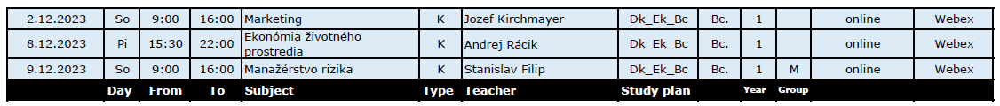 2.12.2023 So 9:00 16:00 Marketing K Jozef Kirchmayer Dk_Ek_Bc Bc. 1 online Webex
8.12.2023 Pi 15:30 22:00 Ekonómia životného prostredia K Andrej Rácik Dk_Ek_Bc Bc. 1 online Webex
9.12.2023 So 9:00 16:00 Manažérstvo rizika K Stanislav Filip Dk_Ek_Bc Bc. 1 M online Webex
Day From To Subject Type Teacher Study plan Year Group